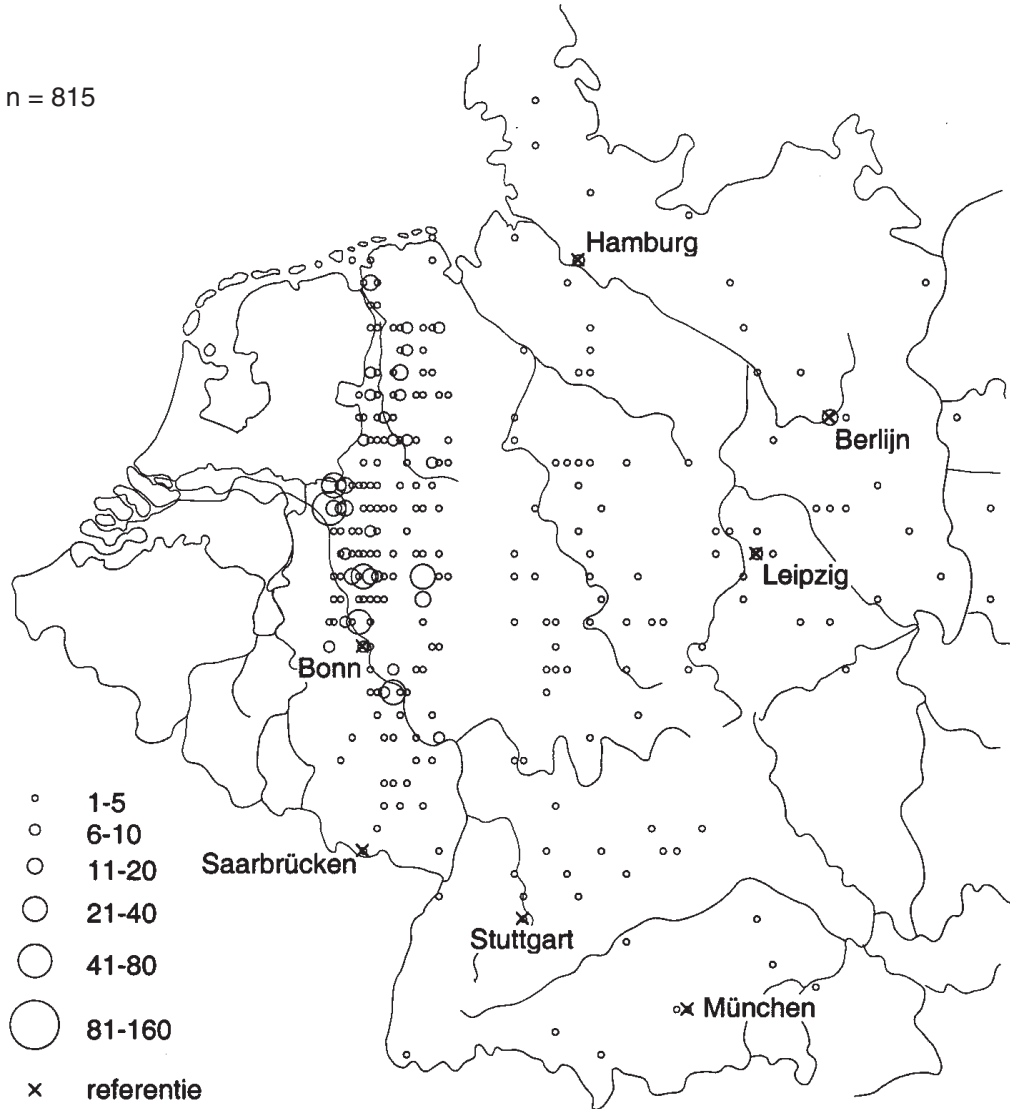 n = 815
Hamburg
Berlijn
Leipzig
Bonn
Saarbrücken
Stuttgart
München
1-5
6-10
11-20
21-40
41-80
81-160
referentie